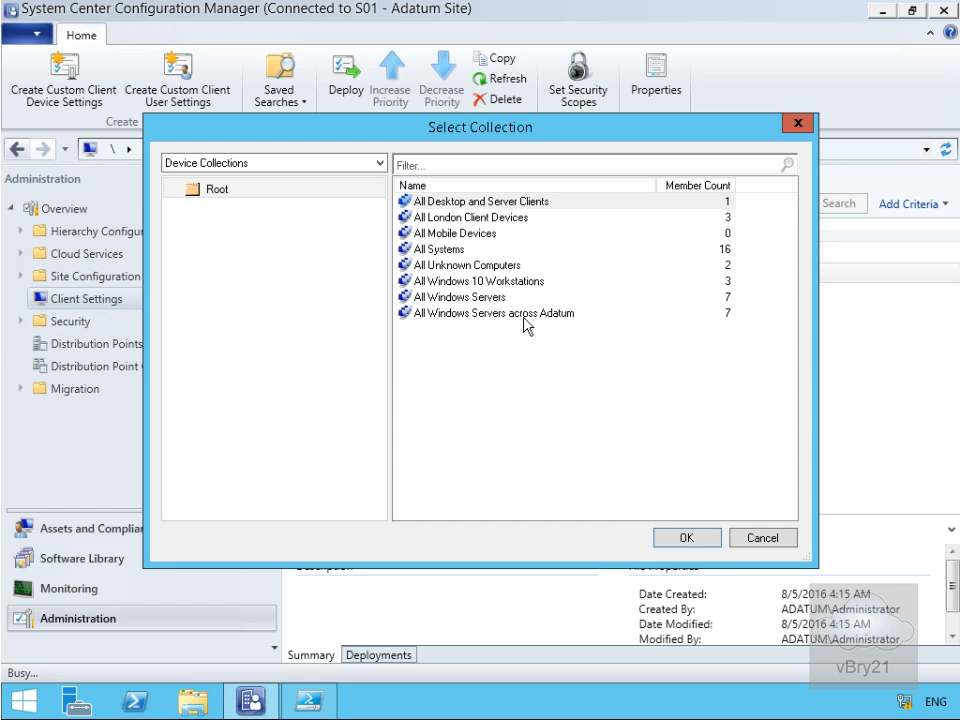 System Center Configuration Manager (Connected to S01 - Adatum Site)
Home
Create Custom Client Device Settings
Create Custom Client User Settings
Saved Searches
Deploy
Increase Priority
Decrease Priority
Copy
Refresh
Delete
Set Security Scopes
Properties
Create
Select Collection
\
Administration
Overview
Hierarchy Configu
Cloud Services
Site Configuration
Client Settings
Security
Distribution Points
Distribution Point
Migration
Search
Add Criteria
Device Collections
Filter...
Root
Name Member Count
All Desktop and Server Clients 1
All London Client Devices 3
All Mobile Devices 0
All Systems 16
All Unknown Computers 2
All Windows 10 Workstations 3
All Windows Servers 7
All Windows Servers across Adatum 7
OK Cancel
Assets and Complian
Software Library
Monitoring
Administration
Date Created: 8/5/2016 4:15 AM
Created By: ADATUM\Administrator
Date Modified: 8/5/2016 4:15 AM
Modified By: ADATUM\Administrator
Summary Deployments
vBry21
Busy...
ENG